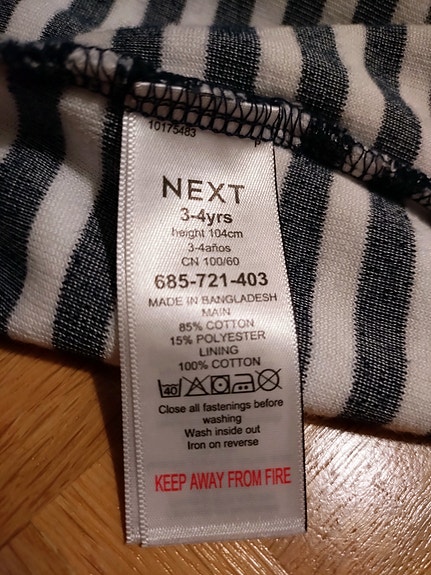 10175483
NEXT
3-4yrs
height 104cm
3-4años
CN 100/60
685-721-403
MADE IN BANGLADESH
MAIN
85% COTTON
15% POLYESTER
LINING
100% COTTON
40
Close all fastenings before
washing
Wash inside out
Iron on reverse
KEEP AWAY FROM FIRE